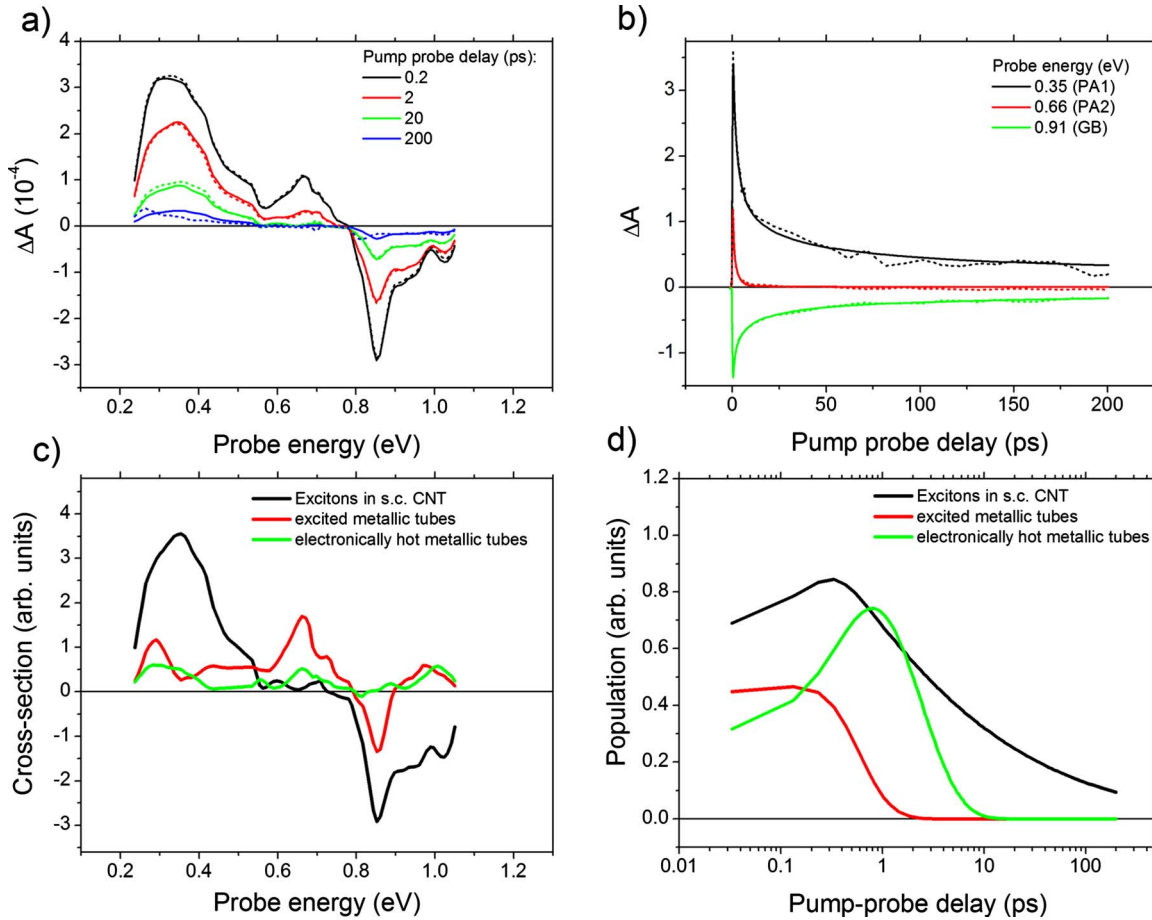 a)
Pump probe delay (ps):
0.2
2
20
200
4
3
2
1
0
-1
-2
-3
ΔA (10⁻⁴)
0.2 0.4 0.6 0.8 1.0 1.2
Probe energy (eV)
b)
Probe energy (eV)
0.35 (PA1)
0.66 (PA2)
0.91 (GB)
3
2
1
0
-1
ΔA
0 50 100 150 200
Pump probe delay (ps)
c)
Excitons in s.c. CNT
excited metallic tubes
electronically hot metallic tubes
4
3
2
1
0
-1
-2
-3
Cross-section (arb. units)
0.2 0.4 0.6 0.8 1.0 1.2
Probe energy (eV)
d)
Excitons in s.c. CNT
excited metallic tubes
electronically hot metallic tubes
1.2
0.8
0.6
0.4
0.2
0.0
Population (arb. units)
0.01 0.1 1 10 100
Pump-probe delay (ps)